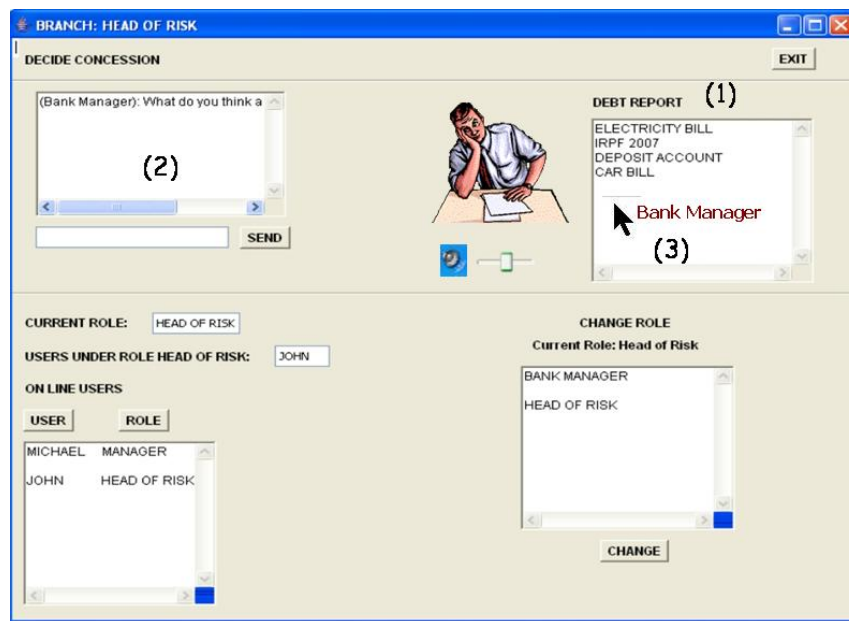 BRANCH: HEAD OF RISK
DECIDE CONCESSION
EXIT
(Bank Manager): What do you think a
(2)
SEND
DEBT REPORT (1)
ELECTRICITY BILL
IRPF 2007
DEPOSIT ACCOUNT
CAR BILL
Bank Manager
(3)
CURRENT ROLE: HEAD OF RISK
USERS UNDER ROLE HEAD OF RISK: JOHN
ON LINE USERS
USER ROLE
MICHAEL MANAGER
JOHN HEAD OF RISK
CHANGE ROLE
Current Role: Head of Risk
BANK MANAGER
HEAD OF RISK
CHANGE